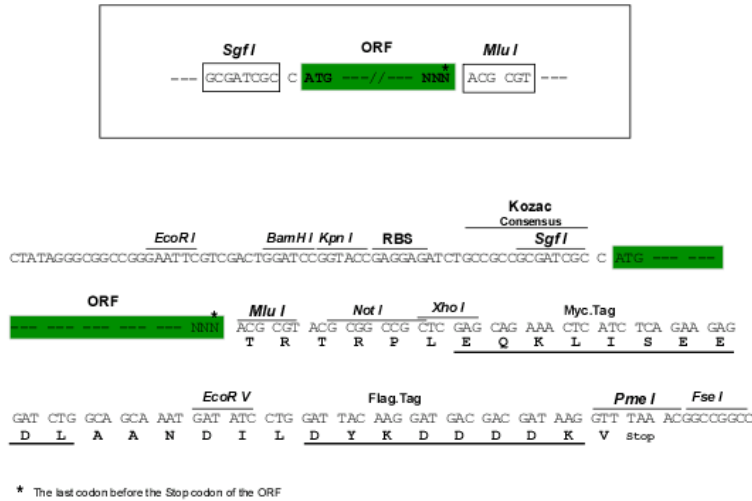 Sgf I ORF Mlu I
*
--- GCGATCGC C ATG ---//--- NNN ACG CGT ---
Kozac
Consensus
EcoR I BamH I Kpn I RBS Sgf I
CTATAGGGCGGCCGGGAATTCGTCGACTGGATCCGGTACCGAGGAGATCTGCCGCCGCGATCGC C ATG --- ---
ORF
* Mlu I Not I Xho I Myc.Tag
--- --- --- --- --- NNN ACG CGT ACG CGG CCG CTC GAG CAG AAA CTC ATC TCA GAA GAG
T R T R P L E Q K L I S E E
EcoR V Flag.Tag Pme I Fse I
GAT CTG GCA GCA AAT GAT ATC CTG GAT TAC AAG GAT GAC GAC GAT AAG GTT TAA ACGGCCGGCC
D L A A N D I L D Y K D D D D K V Stop
* The last codon before the Stop codon of the ORF